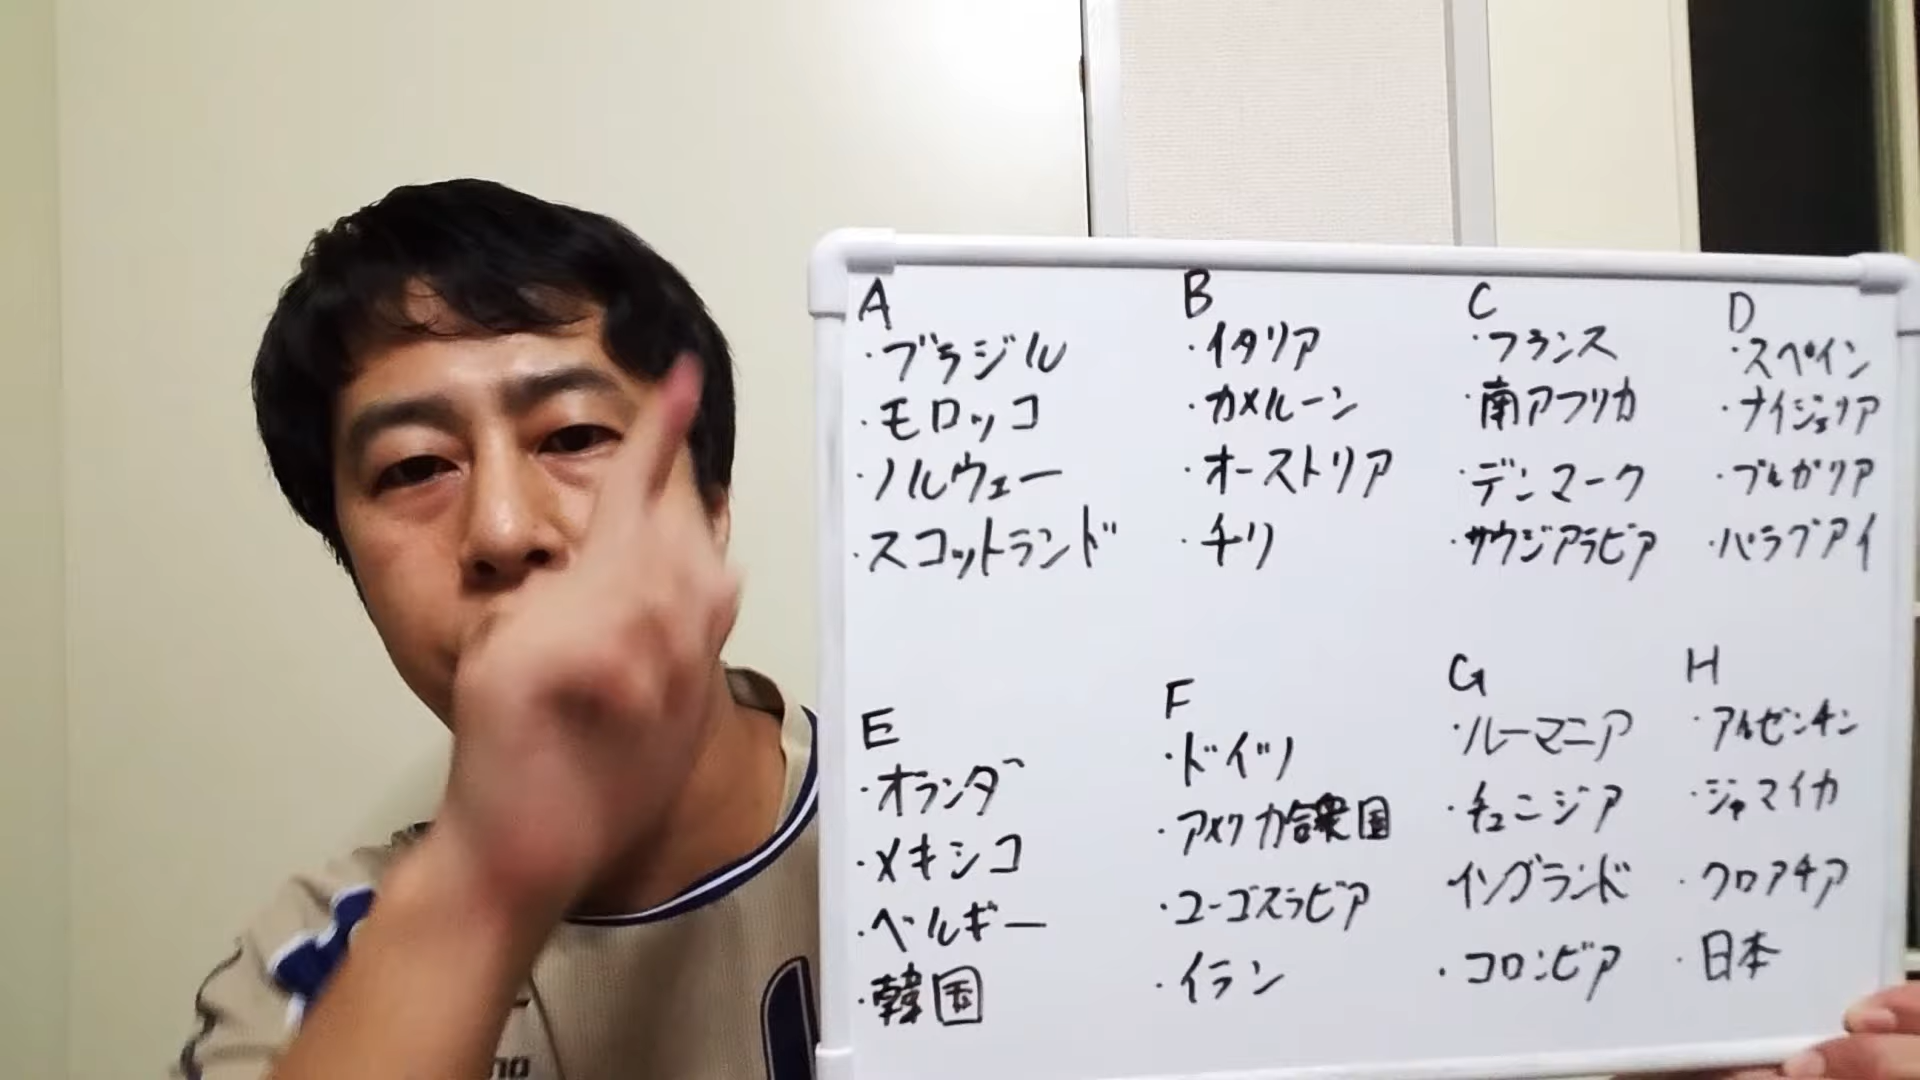 A
・ブラジル
・モロッコ
・ノルウェー
・スコットランド
B
・イタリア
・カメルーン
・オーストリア
・チリ
C
・フランス
・南アフリカ
・デンマーク
・サウジアラビア
D
・スペイン
・ナイジェリア
・ブルガリア
・パラグアイ
E
・オランダ
・メキシコ
・ベルギー
・韓国
F
・ドイツ
・アメリカ合衆国
・ユーゴスラビア
・イラン
G
・ルーマニア
・チュニジア
イングランド
・コロンビア
H
・アルゼンチン
・ジャマイカ
・クロアチア
・日本